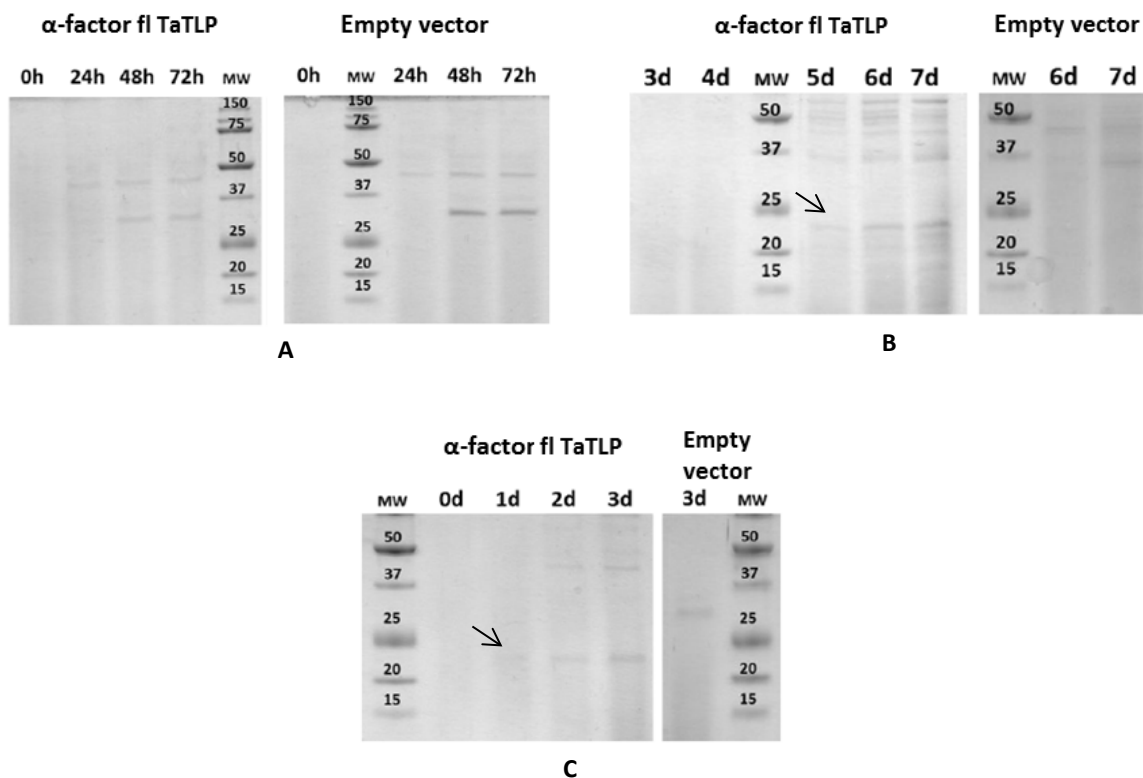 α-factor fl TaTLP
Empty vector
0h 24h 48h 72h MW
0h MW 24h 48h 72h
150
75
50
37
25
20
15
150
75
50
37
25
20
15
A
α-factor fl TaTLP
Empty vector
3d 4d MW 5d 6d 7d
MW 6d 7d
50
37
25
20
15
50
37
25
20
15
B
α-factor fl TaTLP
Empty
vector
MW 0d 1d 2d 3d
3d MW
50
37
25
20
15
50
37
25
20
15
C